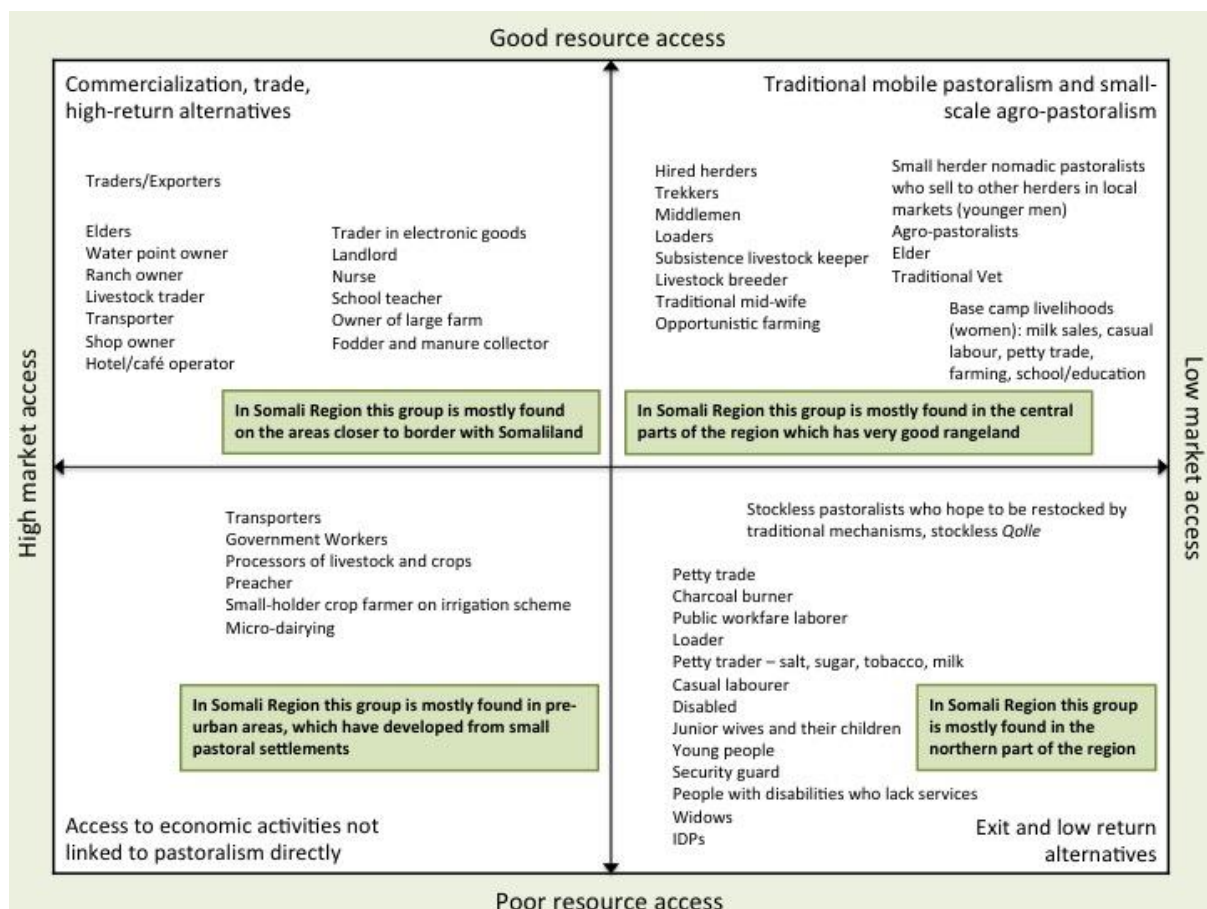 Good resource access
Commercialization, trade,
high-return alternatives
Traders/Exporters
Elders
Water point owner
Ranch owner
Livestock trader
Transporter
Shop owner
Hotel/café operator
Trader in electronic goods
Landlord
Nurse
School teacher
Owner of large farm
Fodder and manure collector
In Somali Region this group is mostly found
on the areas closer to border with Somaliland
Traditional mobile pastoralism and small-
scale agro-pastoralism
Hired herders
Trekkers
Middlemen
Loaders
Subsistence livestock keeper
Livestock breeder
Traditional mid-wife
Opportunistic farming
Small herder nomadic pastoralists
who sell to other herders in local
markets (younger men)
Agro-pastoralists
Elder
Traditional Vet
Base camp livelihoods
(women): milk sales, casual
labour, petty trade,
farming, school/education
In Somali Region this group is mostly found in the central
parts of the region which has very good rangeland
High market access
Low market access
Transporters
Government Workers
Processors of livestock and crops
Preacher
Small-holder crop farmer on irrigation scheme
Micro-dairying
In Somali Region this group is mostly found in pre-
urban areas, which have developed from small
pastoral settlements
Access to economic activities not
linked to pastoralism directly
Stockless pastoralists who hope to be restocked by
traditional mechanisms, stockless Qolle
Petty trade
Charcoal burner
Public workfare laborer
Loader
Petty trader – salt, sugar, tobacco, milk
Casual labourer
Disabled
Junior wives and their children
Young people
Security guard
People with disabilities who lack services
Widows
IDPs
In Somali Region this group
is mostly found in the
northern part of the region
Exit and low return
alternatives
Poor resource access